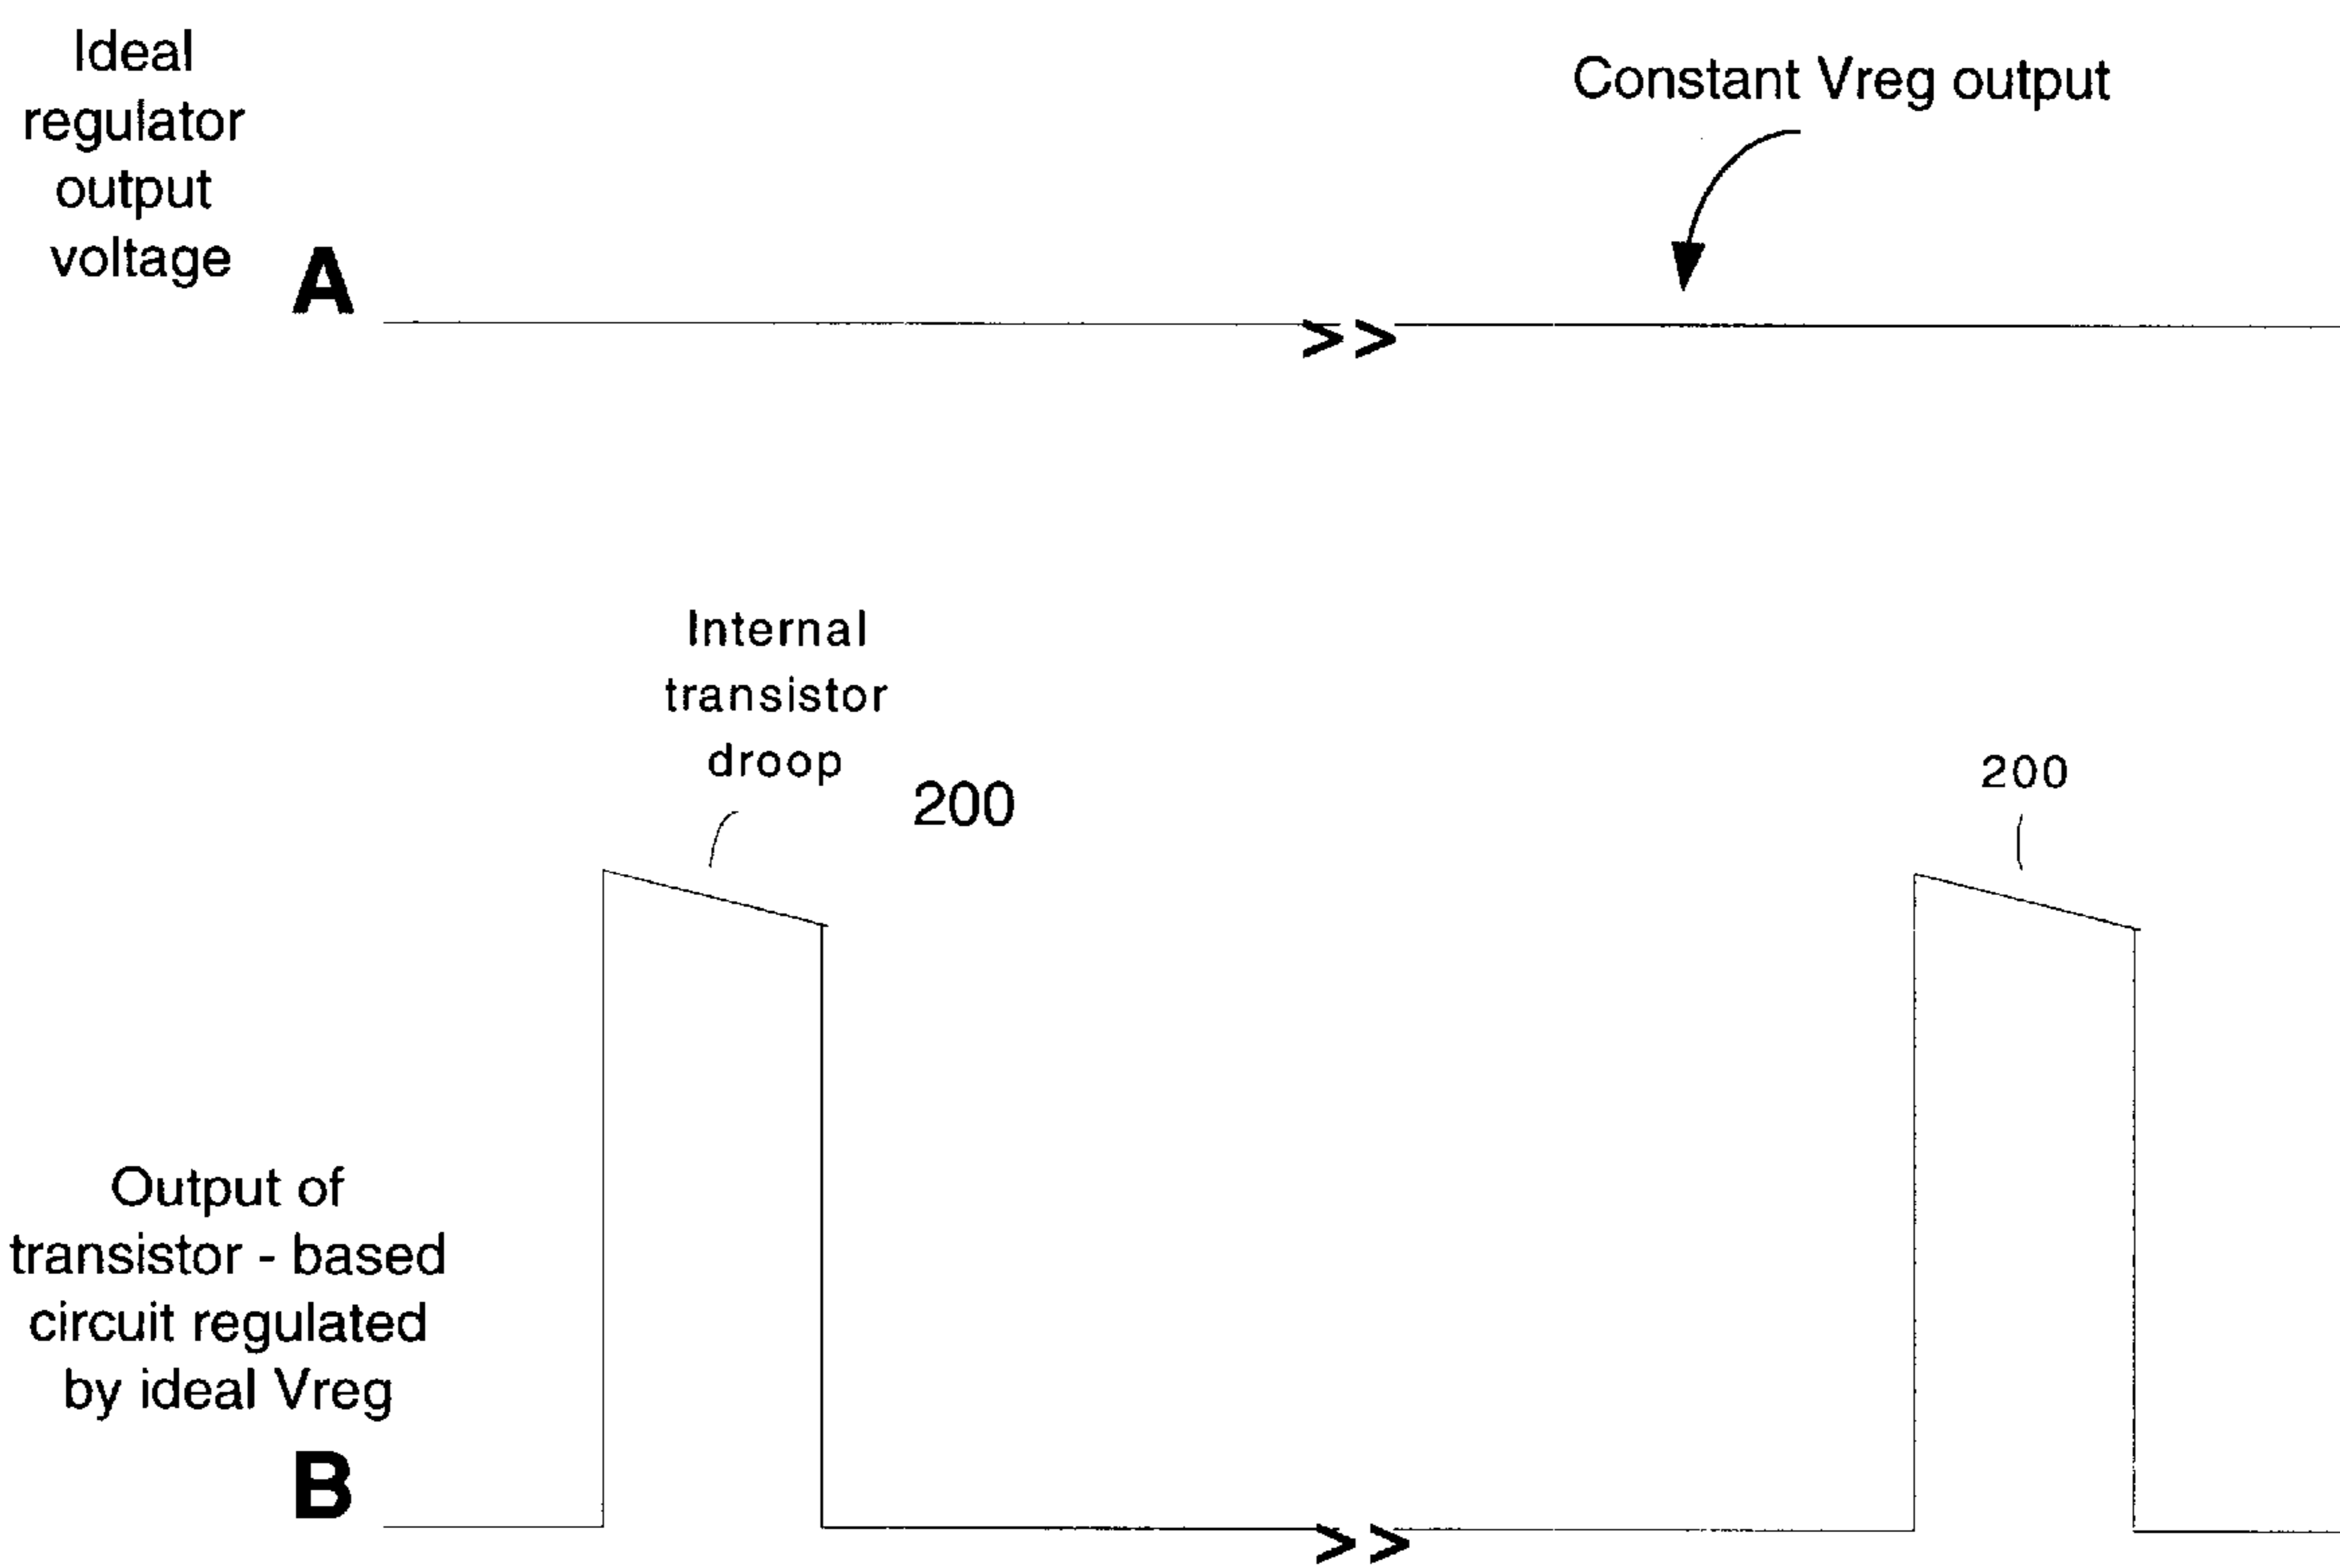 Ideal
regulator
output
voltage
A
Constant Vreg output
>>
Internal
transistor
droop
200
200
Output of
transistor - based
circuit regulated
by ideal Vreg
B
>>